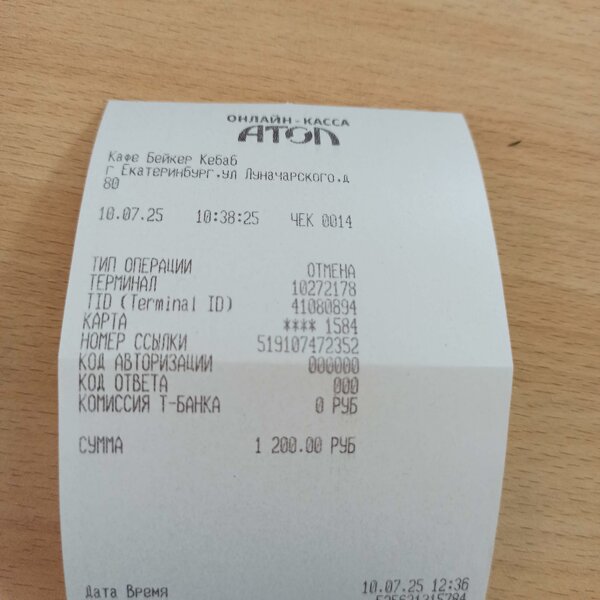 ОНЛАЙН-КАССА
АТОЛ
Кафе Бейкер Кебаб
г Екатеринбург.ул Луначарского.д
80
10.07.25 10:38:25 ЧЕК 0014
ТИП ОПЕРАЦИИ ОТМЕНА
ТЕРМИНАЛ 10272178
TID (Terminal ID) 41080894
КАРТА **** 1584
НОМЕР ССЫЛКИ 519107472352
КОД АВТОРИЗАЦИИ 000000
КОД ОТВЕТА 000
КОМИССИЯ Т-БАНКА 0 РУБ
СУММА 1 200.00 РУБ
Дата Время 10.07.25 12:36